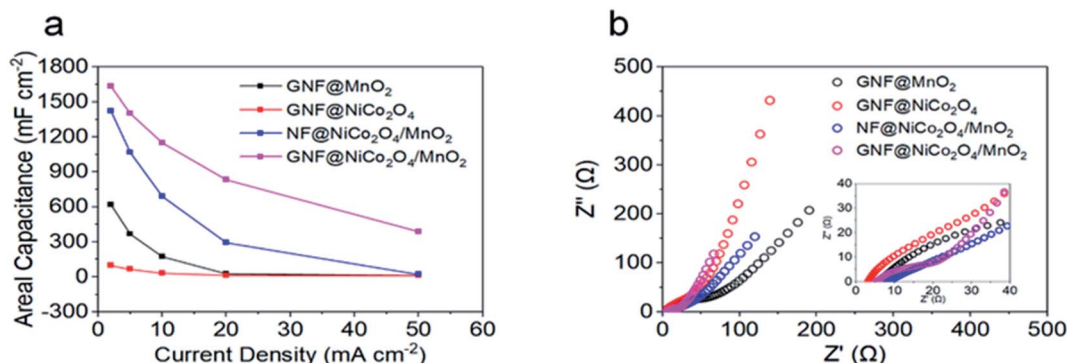 a
Areal Capacitance (mF cm⁻²)
1800
1500
1200
900
600
300
0
-300
GNF@MnO₂
GNF@NiCo₂O₄
NF@NiCo₂O₄/MnO₂
GNF@NiCo₂O₄/MnO₂
0 10 20 30 40 50 60
Current Density (mA cm⁻²)
b
Z" (Ω)
500
400
300
200
100
0
GNF@MnO₂
GNF@NiCo₂O₄
NF@NiCo₂O₄/MnO₂
GNF@NiCo₂O₄/MnO₂
Z" (Ω)
40
30
20
10
0
0 10 20 30 40
Z" (Ω)
0 100 200 300 400 500
Z' (Ω)